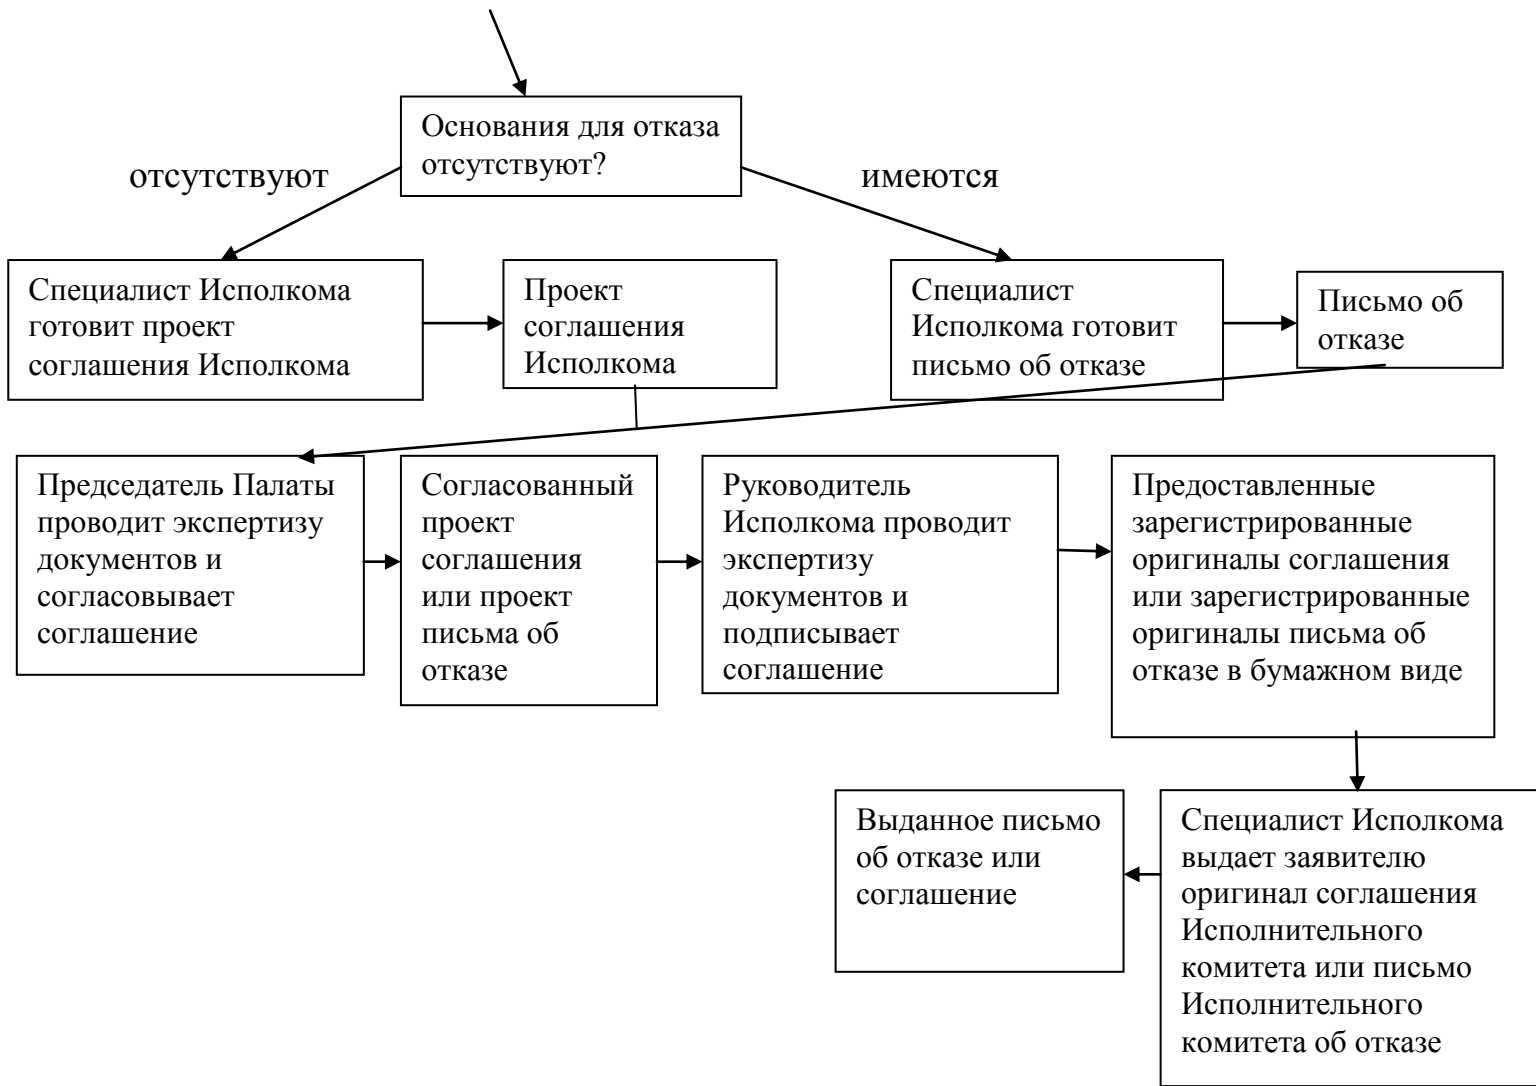 Основания для отказа
отсутствуют?
отсутствуют
имеются
Специалист Исполкома
готовит проект
соглашения Исполкома
Проект
соглашения
Исполкома
Специалист
Исполкома готовит
письмо об отказе
Письмо об
отказе
Председатель Палаты
проводит экспертизу
документов и
согласовывает
соглашение
Согласованный
проект
соглашения
или проект
письма об
отказе
Руководитель
Исполкома проводит
экспертизу
документов и
подписывает
соглашение
Предоставленные
зарегистрированные
оригиналы соглашения
или зарегистрированные
оригиналы письма об
отказе в бумажном виде
Выданное письмо
об отказе или
соглашение
Специалист Исполкома
выдает заявителю
оригинал соглашения
Исполнительного
комитета или письмо
Исполнительного
комитета об отказе